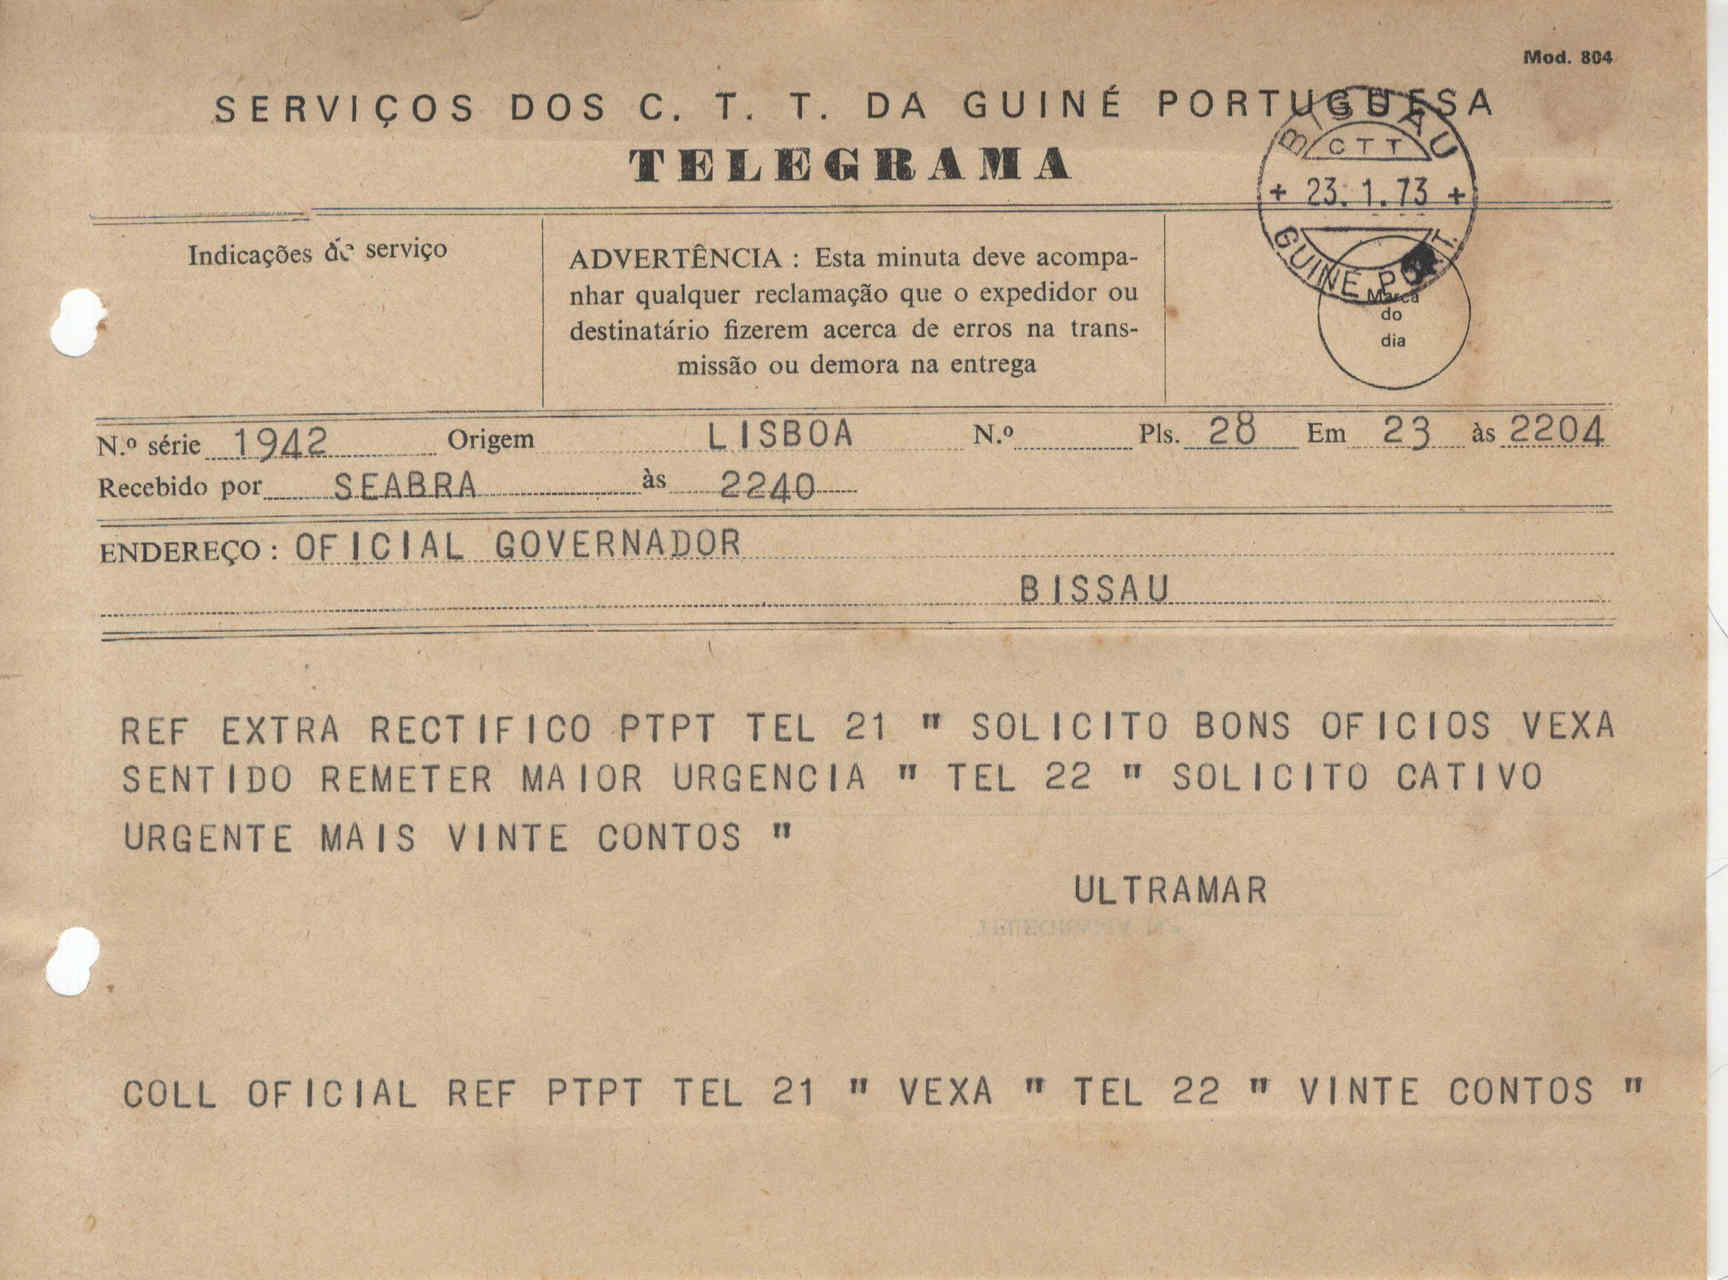 Mod. 804
SERVIÇOS DOS C. T. T. DA GUINÉ PORTUGUESA
TELEGRAMA
BISSAU
CTT
+ 23. 1. 73 +
GUINÉ PORT.
Indicações de serviço
ADVERTÊNCIA : Esta minuta deve acompa-
nhar qualquer reclamação que o expedidor ou
destinatário fizerem acerca de erros na trans-
missão ou demora na entrega
Marca
do
dia
N.º série 1942 Origem LISBOA N.º Pls. 28 Em 23 às 2204
Recebido por SEABRA às 2240
ENDEREÇO : OFICIAL GOVERNADOR
BISSAU
REF EXTRA RECTIFICO PTPT TEL 21 " SOLICITO BONS OFICIOS VEXA
SENTIDO REMETER MAIOR URGENCIA " TEL 22 " SOLICITO CATIVO
URGENTE MAIS VINTE CONTOS "
ULTRAMAR
COLL OFICIAL REF PTPT TEL 21 " VEXA " TEL 22 " VINTE CONTOS "